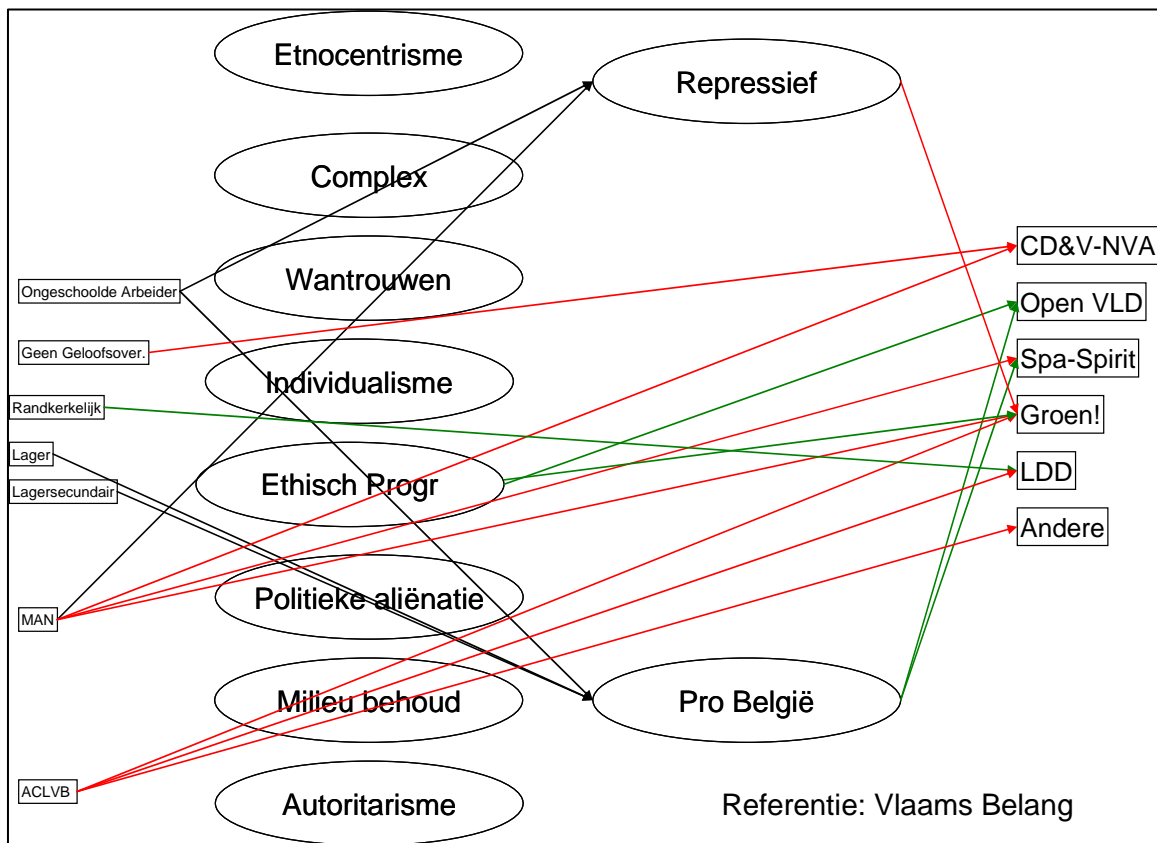 Etnocentrisme
Repressief
Complex
CD&V-NVA
Wantrouwen
Ongeschoolde Arbeider
Open VLD
Geen Geloofsover.
Spa-Spirit
Individualisme
Randkerkelijk
Groen!
Lager
LDD
Lagersecundair
Ethisch Progr
Andere
Politieke aliënatie
MAN
Milieu behoud
Pro België
ACLVB
Autoritarisme
Referentie: Vlaams Belang